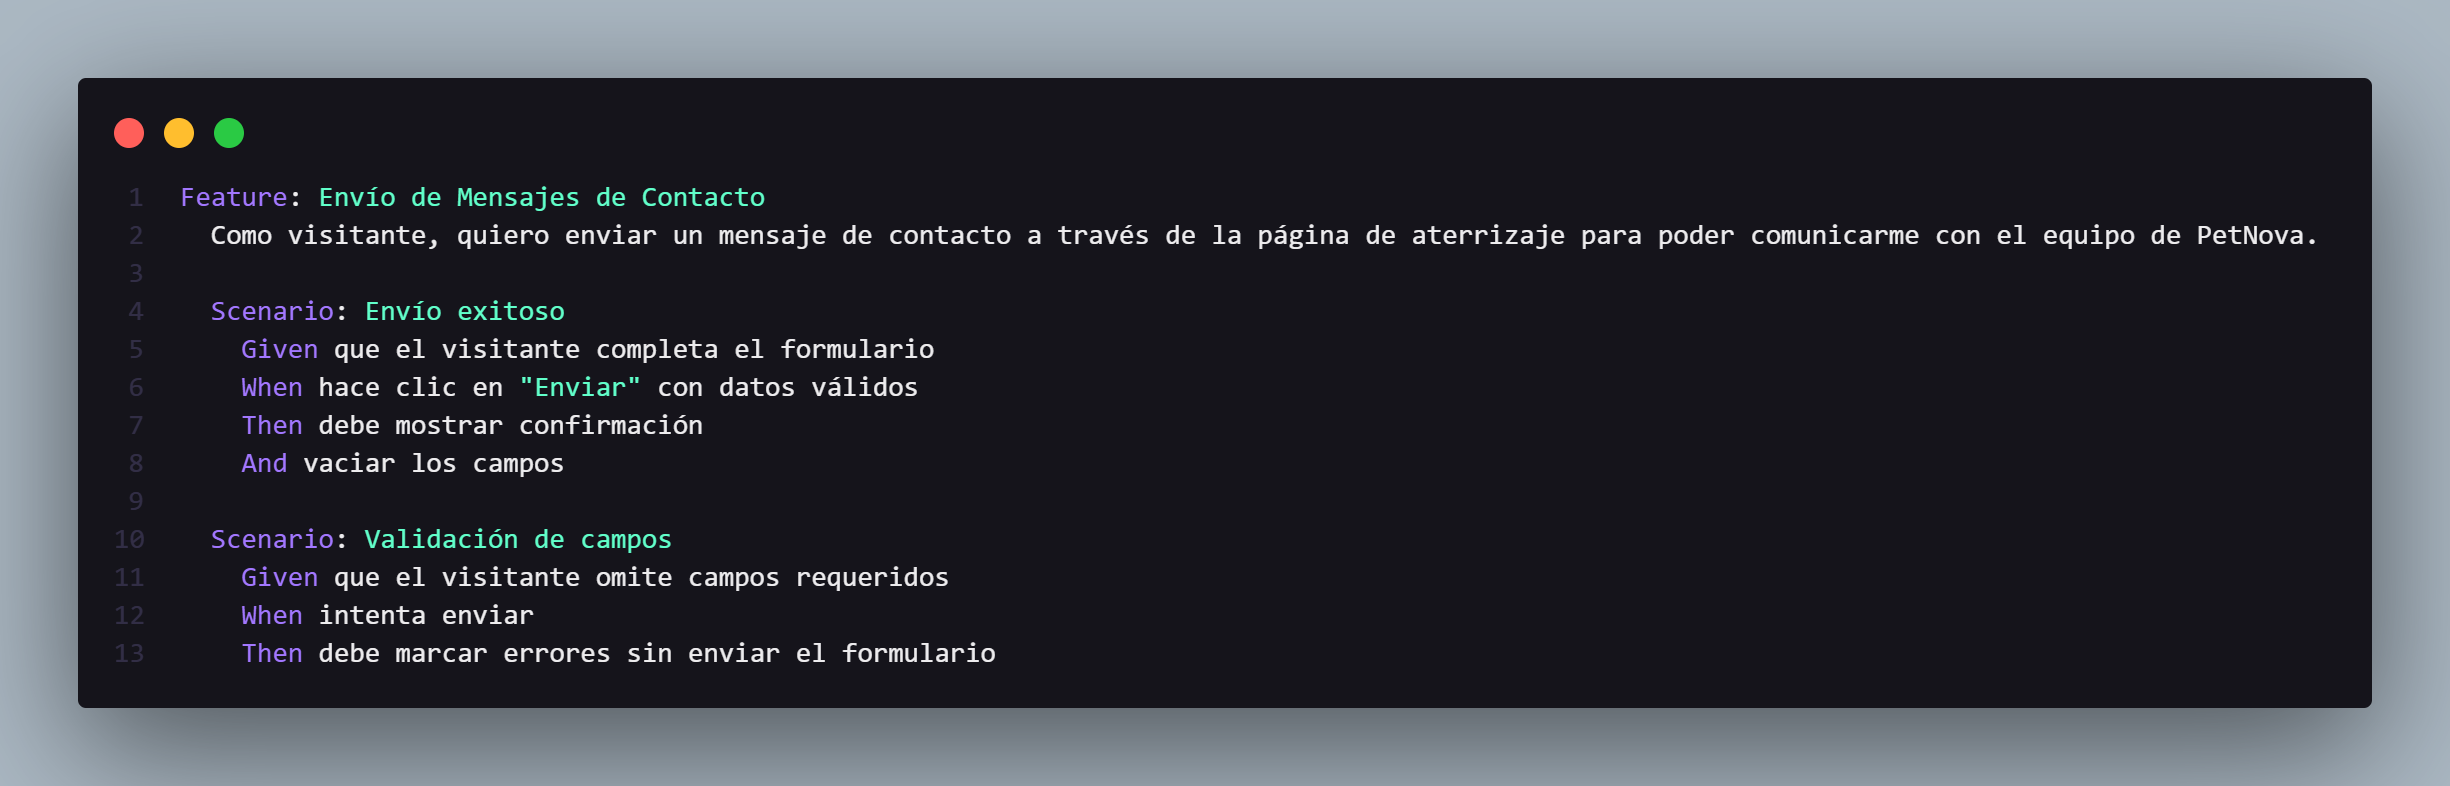 1 Feature: Envío de Mensajes de Contacto
2 Como visitante, quiero enviar un mensaje de contacto a través de la página de aterrizaje para poder comunicarme con el equipo de PetNova.
3
4 Scenario: Envío exitoso
5 Given que el visitante completa el formulario
6 When hace clic en "Enviar" con datos válidos
7 Then debe mostrar confirmación
8 And vaciar los campos
9
10 Scenario: Validación de campos
11 Given que el visitante omite campos requeridos
12 When intenta enviar
13 Then debe marcar errores sin enviar el formulario